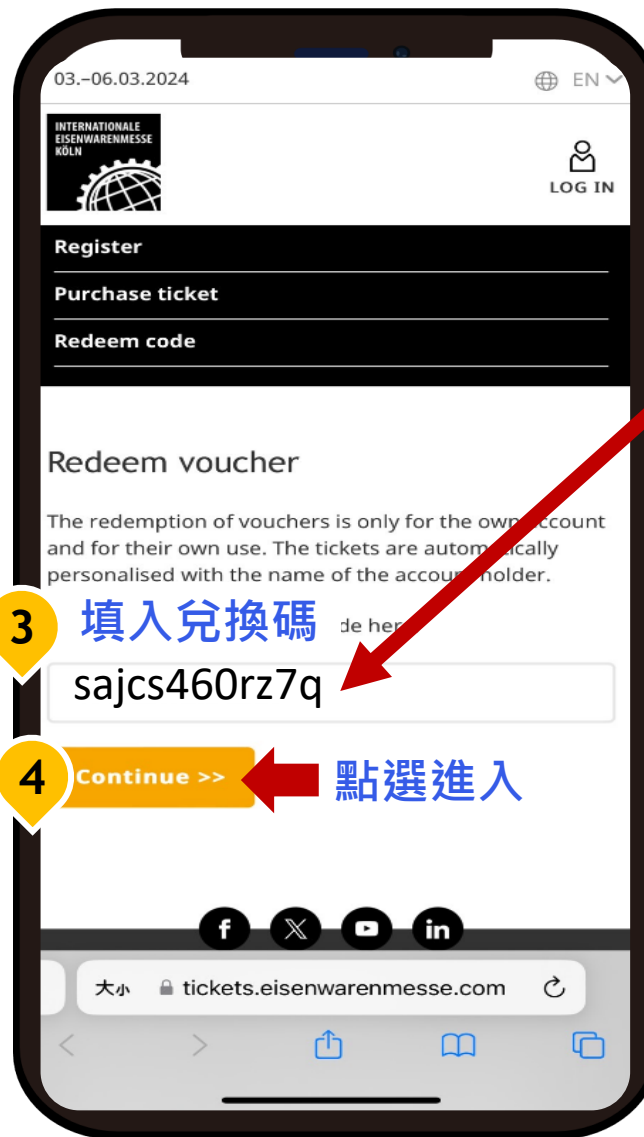 03.–06.03.2024
EN
INTERNATIONALE
EISENWARENMESSE
KÖLN
LOG IN
Register
Purchase ticket
Redeem code
Redeem voucher
The redemption of vouchers is only for the own account
and for their own use. The tickets are automatically
personalised with the name of the account holder.
3 填入兌換碼 de her
sajcs460rz7q
4 Continue >> 點選進入
f X in
大小 tickets.eisenwarenmesse.com